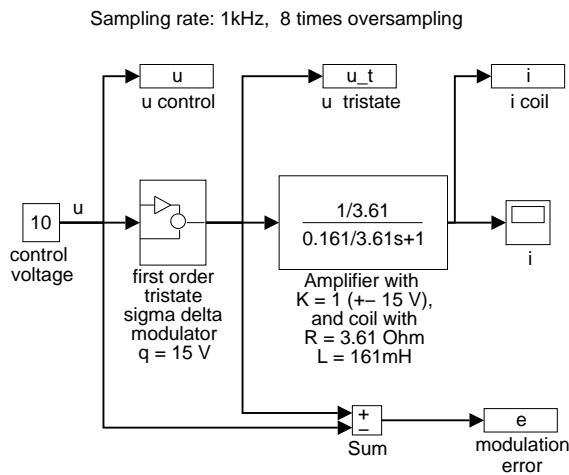 Sampling rate: 1kHz,  8 times oversampling
u
u control
u_t
u  tristate
i
i coil
10
u
control
voltage
first order
tristate
sigma delta
modulator
q = 15 V
1/3.61
0.161/3.61s+1
Amplifier with
K = 1 (+− 15 V),
and coil with
R = 3.61 Ohm
L = 161mH
i
+
−
Sum
e
modulation
error